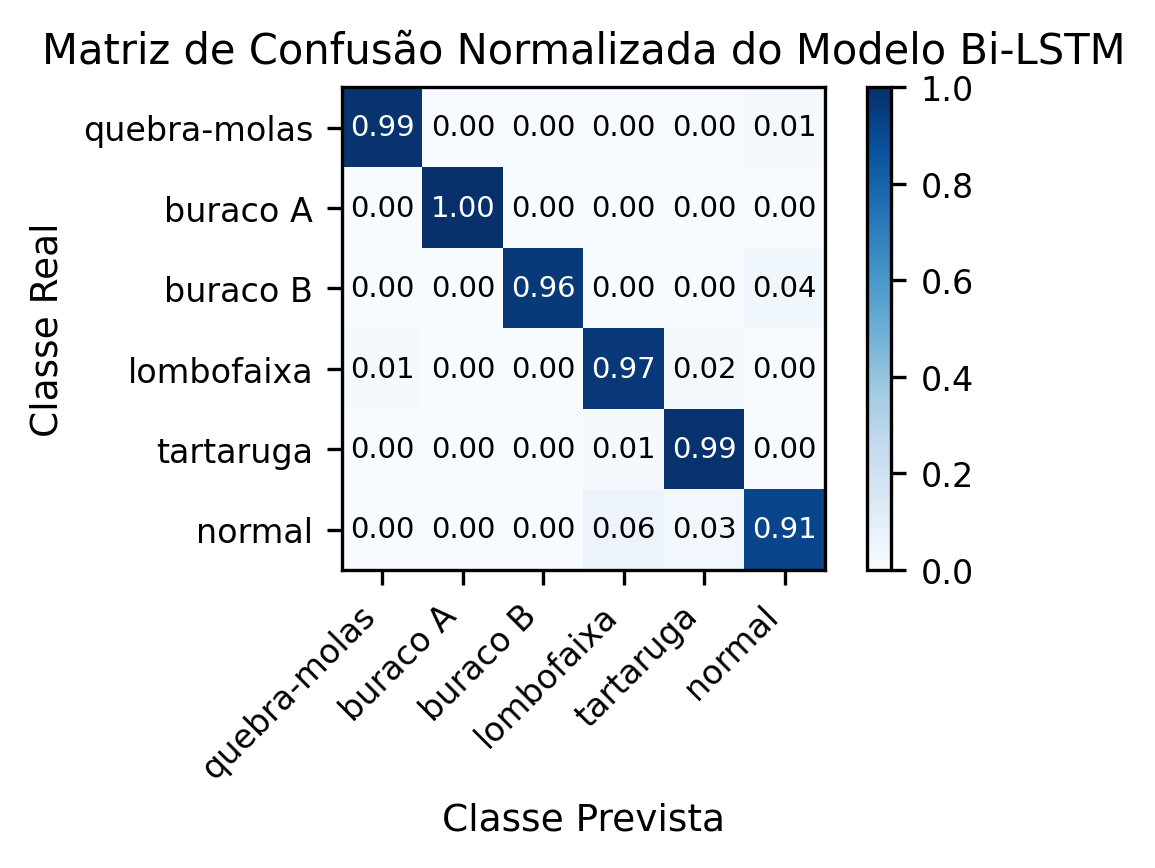 Matriz de Confusão Normalizada do Modelo Bi-LSTM
Classe Real
quebra-molas 0.99 0.00 0.00 0.00 0.00 0.01
buraco A 0.00 1.00 0.00 0.00 0.00 0.00
buraco B 0.00 0.00 0.96 0.00 0.00 0.04
lombofaixa 0.01 0.00 0.00 0.97 0.02 0.00
tartaruga 0.00 0.00 0.00 0.01 0.99 0.00
normal 0.00 0.00 0.00 0.06 0.03 0.91
1.0
0.8
0.6
0.4
0.2
0.0
quebra-molas
buraco A
buraco B
lombofaixa
tartaruga
normal
Classe Prevista